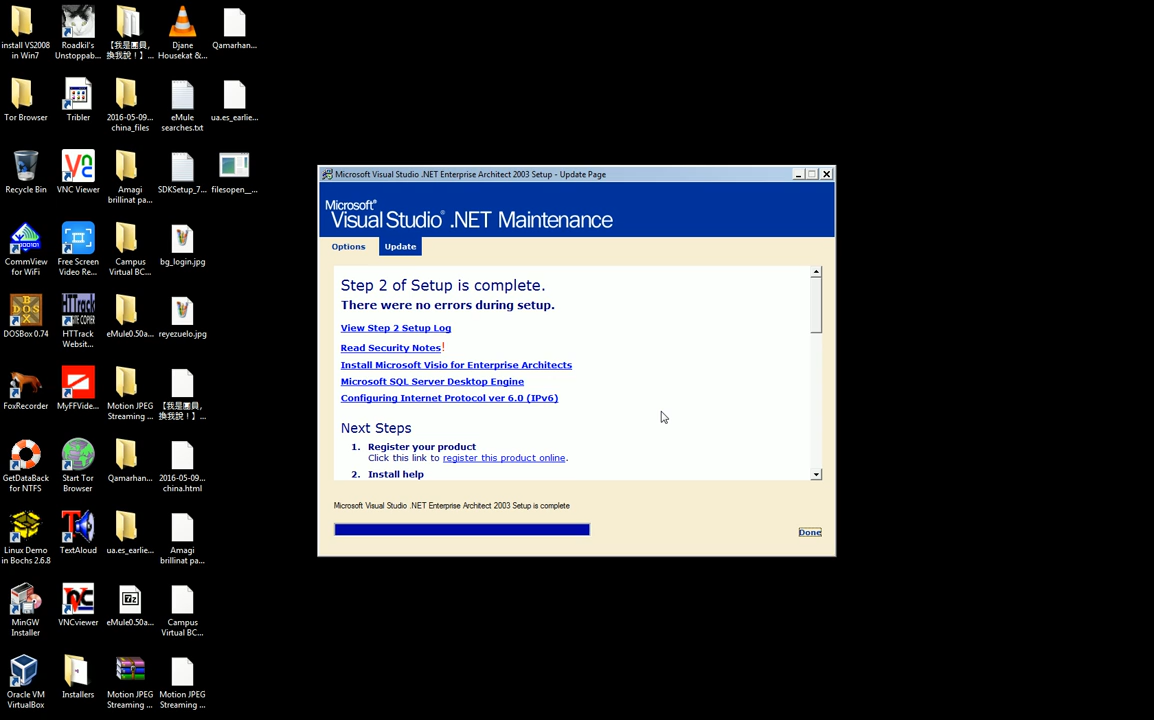 install VS2008
in Win7
Roadkil's
Unstoppab...
【我是團員,
換我說！】...
Djane
Housekat &...
Qamarhan...
Tor Browser
Tribler
2016-05-09...
china_files
eMule
searches.txt
ua.es_earlie...
Recycle Bin
VNC Viewer
Amagi
brillinat pa...
SDKSetup_7...
filesopen__...
CommView
for WiFi
Free Screen
Video Re...
Campus
Virtual BC...
bg_login.jpg
DOSBox 0.74
HTTrack
Websit...
eMule0.50a...
reyezuelo.jpg
FoxRecorder
MyFFVide...
Motion JPEG
Streaming ...
換我說！】...
GetDataBack
for NTFS
Start Tor
Browser
Qamarhan...
2016-05-09...
china.html
Linux Demo
in Bochs 2.6.8
TextAloud
ua.es_earlie...
Amagi
brillinat pa...
MinGW
Installer
VNCviewer
eMule0.50a...
Campus
Virtual BC...
Oracle VM
VirtualBox
Installers
Motion JPEG
Streaming ...
Motion JPEG
Streaming ...
Microsoft Visual Studio .NET Enterprise Architect 2003 Setup - Update Page
Microsoft®
Visual Studio® .NET Maintenance
Options
Update
Step 2 of Setup is complete.
There were no errors during setup.
View Step 2 Setup Log
Read Security Notes!
Install Microsoft Visio for Enterprise Architects
Microsoft SQL Server Desktop Engine
Configuring Internet Protocol ver 6.0 (IPv6)
Next Steps
1. Register your product
Click this link to register this product online.
2. Install help
Microsoft Visual Studio .NET Enterprise Architect 2003 Setup is complete
Done